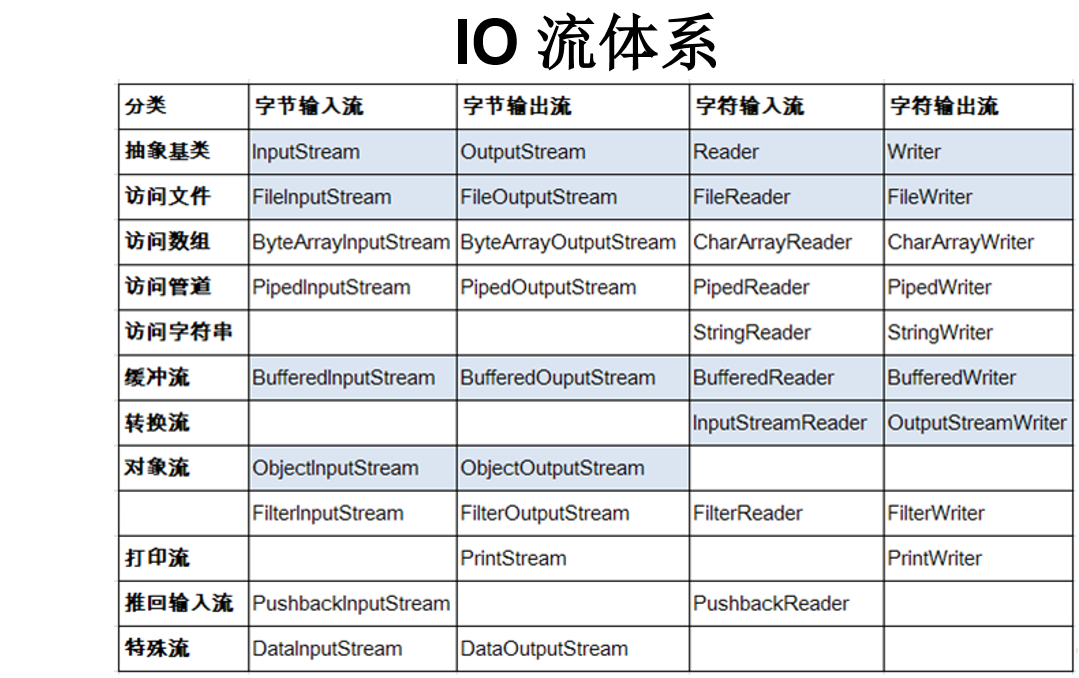 IO 流体系
分类 字节输入流 字节输出流 字符输入流 字符输出流
抽象基类 InputStream OutputStream Reader Writer
访问文件 FileInputStream FileOutputStream FileReader FileWriter
访问数组 ByteArrayInputStream ByteArrayOutputStream CharArrayReader CharArrayWriter
访问管道 PipedInputStream PipedOutputStream PipedReader PipedWriter
访问字符串 StringReader StringWriter
缓冲流 BufferedInputStream BufferedOuputStream BufferedReader BufferedWriter
转换流 InputStreamReader OutputStreamWriter
对象流 ObjectInputStream ObjectOutputStream
FilterInputStream FilterOutputStream FilterReader FilterWriter
打印流 PrintStream PrintWriter
推回输入流 PushbackInputStream PushbackReader
特殊流 DataInputStream DataOutputStream